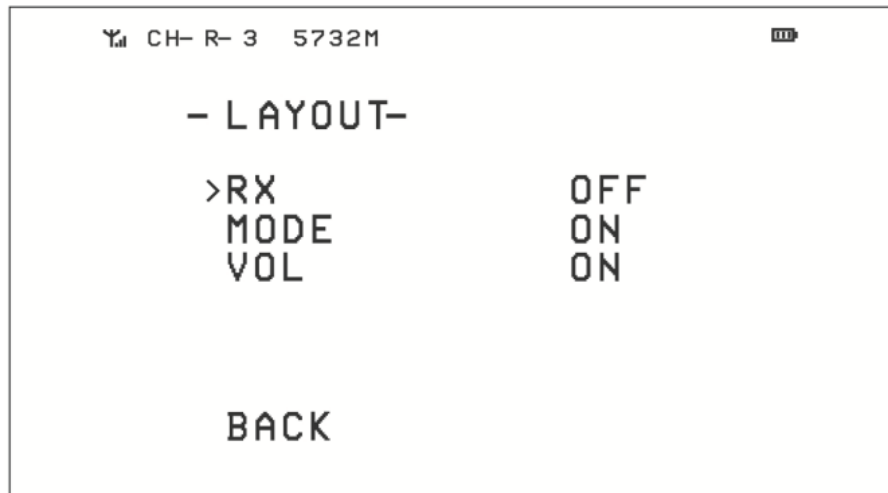 CH-R-3 5732M
-LAYOUT-
>RX OFF
MODE ON
VOL ON
BACK